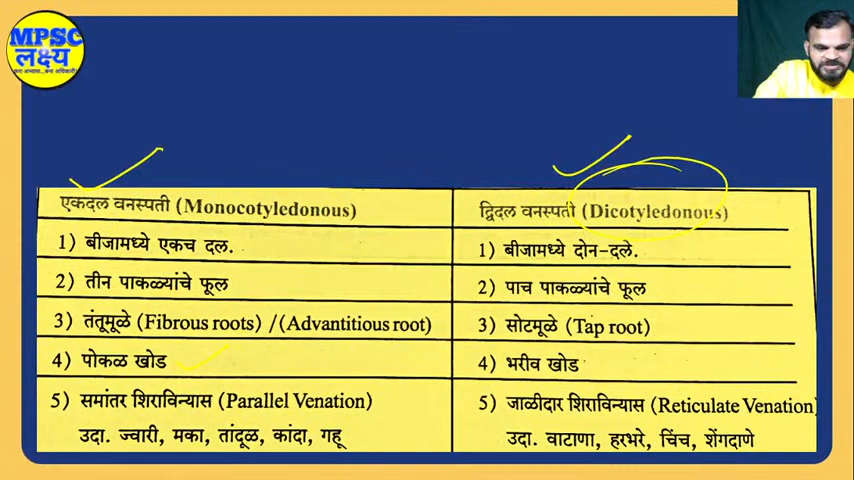 MPSC
लक्ष्य
एकदल वनस्पती (Monocotyledonous)
1) बीजामध्ये एकच दल.
2) तीन पाकळ्यांचे फूल
3) तंतूमूळे (Fibrous roots) /(Advantitious root)
4) पोकळ खोड
5) समांतर शिराविन्यास (Parallel Venation)
उदा. ज्वारी, मका, तांदूळ, कांदा, गहू
द्विदल वनस्पती (Dicotyledonous)
1) बीजामध्ये दोन-दले.
2) पाच पाकळ्यांचे फूल
3) सोटमूळे (Tap root)
4) भरीव खोड
5) जाळीदार शिराविन्यास (Reticulate Venation)
उदा. वाटाणा, हरभरे, चिंच, शेंगदाणे